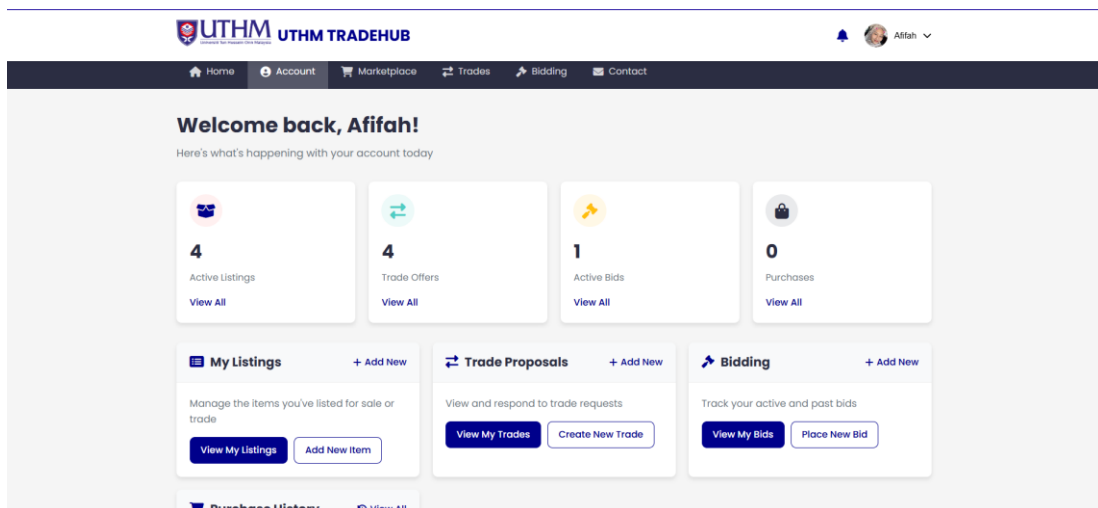 UTHM UTHM TRADEHUB
Afifah
Home Account Marketplace Trades Bidding Contact
Welcome back, Afifah!
Here's what's happening with your account today
4 4 1 0
Active Listings Trade Offers Active Bids Purchases
View All View All View All View All
My Listings + Add New Trade Proposals + Add New Bidding + Add New
Manage the items you've listed for sale or View and respond to trade requests Track your active and past bids
trade
View My Trades Create New Trade View My Bids Place New Bid
View My Listings Add New Item
Purchase History View All